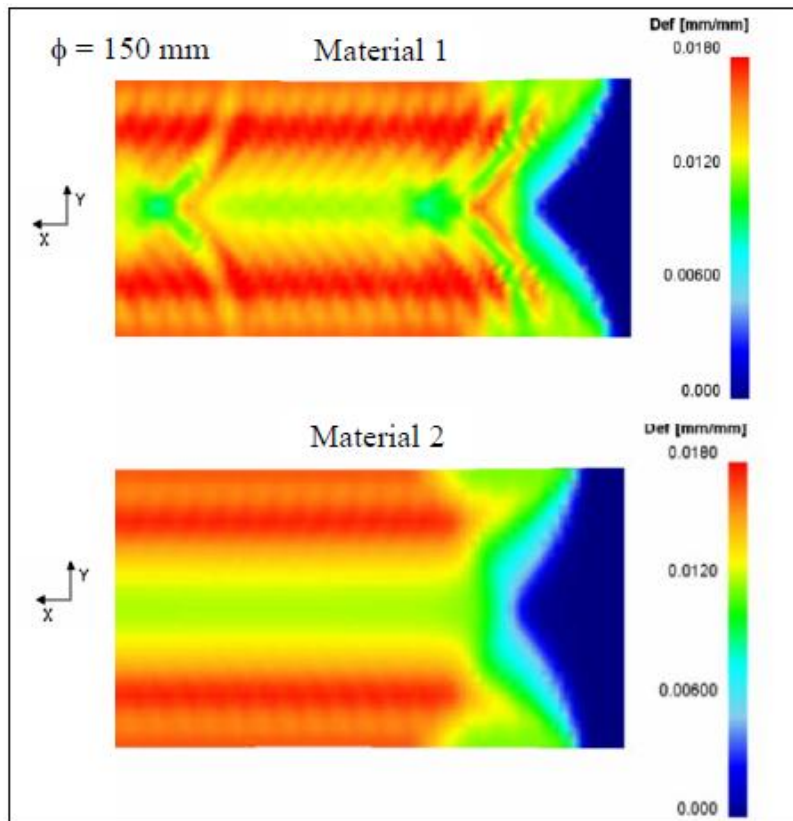 ϕ = 150 mm
Material 1
Def [mm/mm]
0.0180
0.0120
0.00600
0.000
Y
X
Material 2
Def [mm/mm]
0.0180
0.0120
0.00600
0.000
Y
X